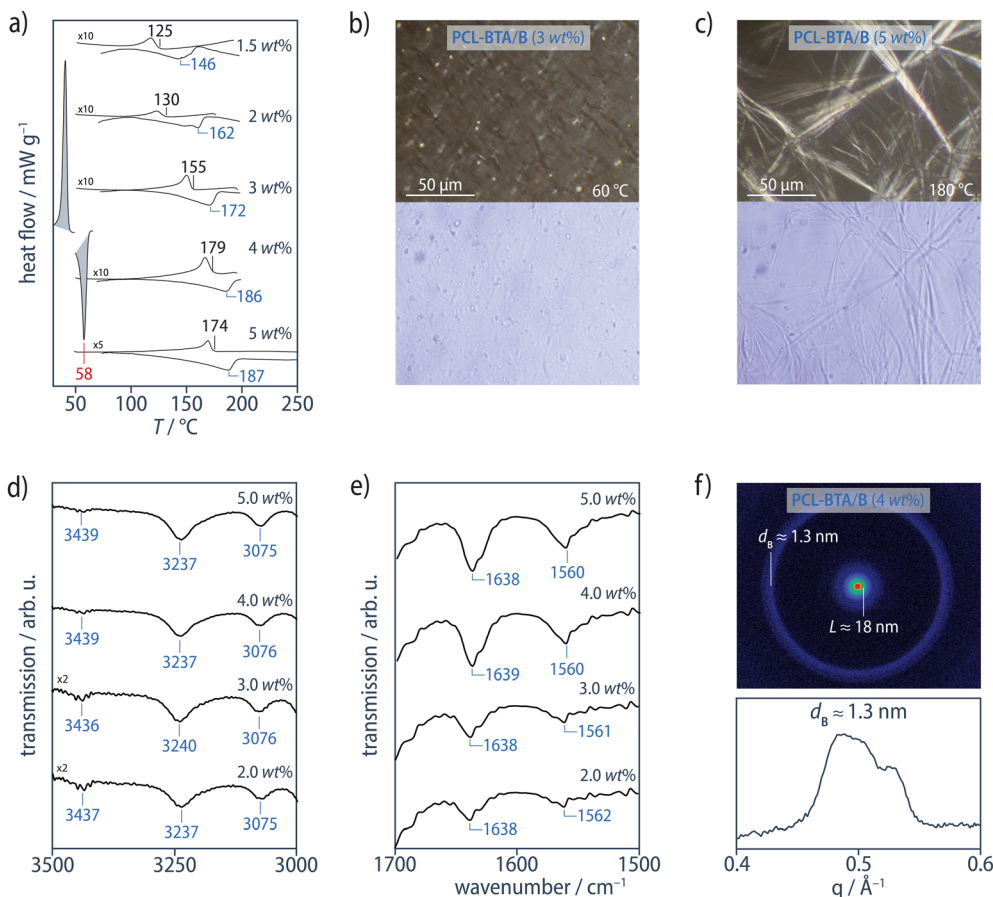 a)
x10
125
1.5 wt%
146
130
x10
2 wt%
162
155
x10
3 wt%
172
4 wt%
179
x10
186
5 wt%
174
x5
58
187
heat flow / mW g⁻¹
50
100
150
200
250
T / °C
b)
PCL-BTA/B (3 wt%)
50 μm
60 °C
c)
PCL-BTA/B (5 wt%)
50 μm
180 °C
d)
5.0 wt%
3439
3237
3075
4.0 wt%
3439
3237
3076
x2
3.0 wt%
3436
3240
3076
x2
2.0 wt%
3437
3237
3075
transmission / arb. u.
3500
3250
3000
e)
5.0 wt%
1638
1560
4.0 wt%
1639
1560
3.0 wt%
1638
1561
2.0 wt%
1638
1562
transmission / arb. u.
1700
1600
1500
wavenumber / cm⁻¹
f)
PCL-BTA/B (4 wt%)
dB ≈ 1.3 nm
L ≈ 18 nm
dB ≈ 1.3 nm
0.4
0.5
0.6
q / Å⁻¹